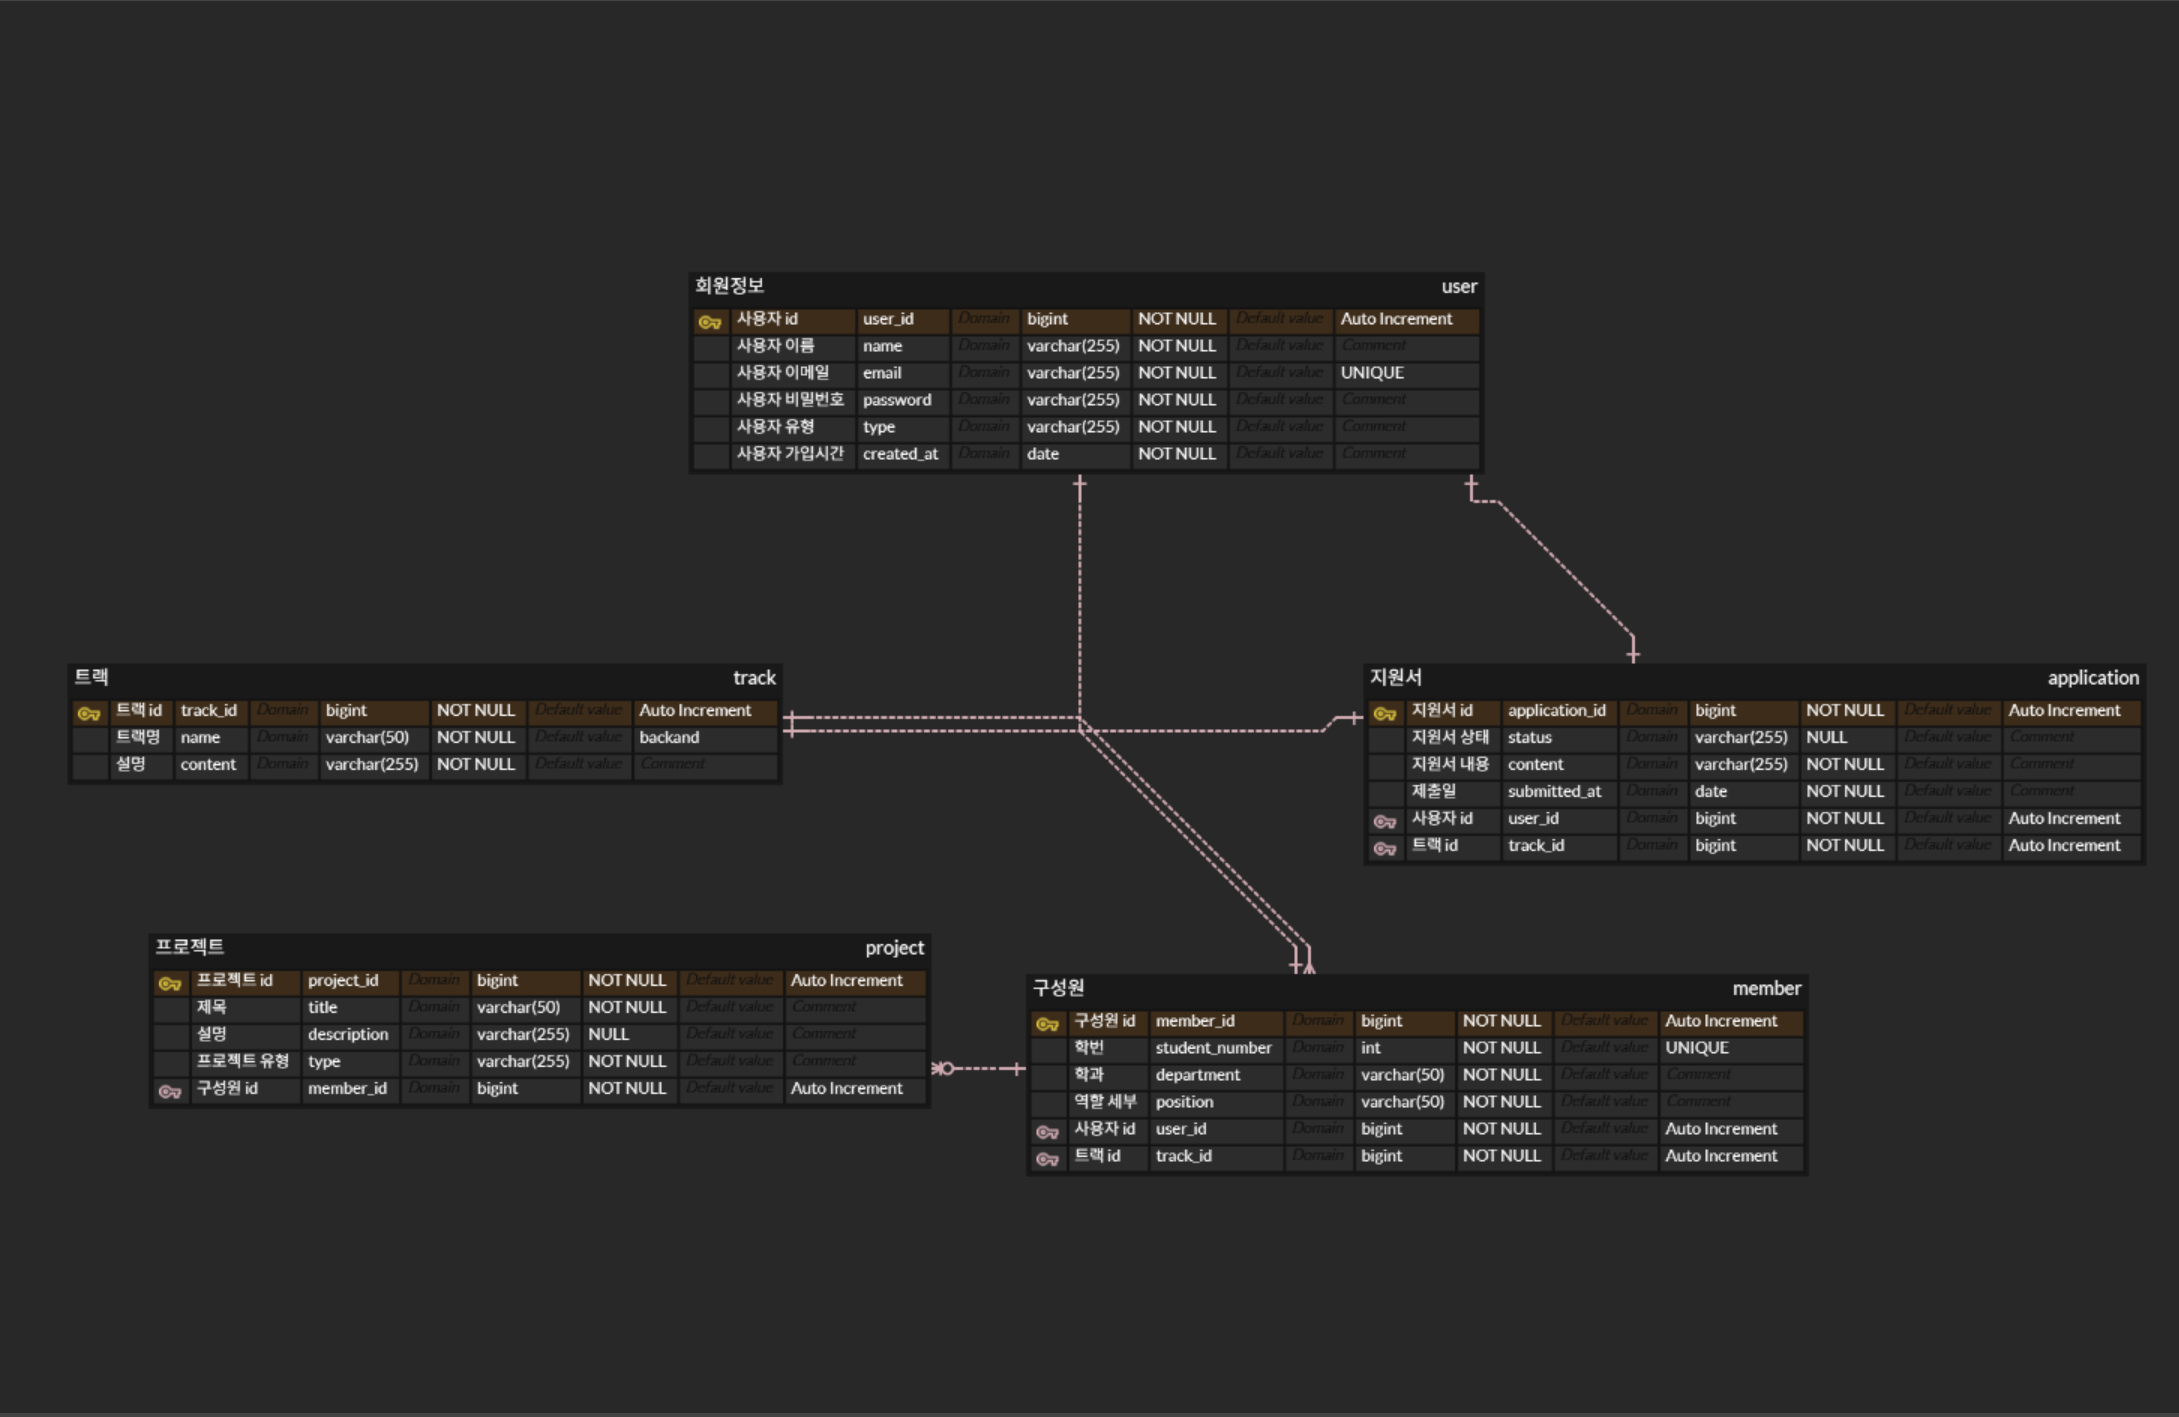 회원정보 user
사용자 id user_id Domain bigint NOT NULL Default value Auto Increment
사용자 이름 name Domain varchar(255) NOT NULL Default value Comment
사용자 이메일 email Domain varchar(255) NOT NULL Default value UNIQUE
사용자 비밀번호 password Domain varchar(255) NOT NULL Default value Comment
사용자 유형 type Domain varchar(255) NOT NULL Default value Comment
사용자 가입시간 created_at Domain date NOT NULL Default value Comment
트랙 track
트랙 id track_id Domain bigint NOT NULL Default value Auto Increment
트랙명 name Domain varchar(50) NOT NULL Default value backand
설명 content Domain varchar(255) NOT NULL Default value Comment
지원서 application
지원서 id application_id Domain bigint NOT NULL Default value Auto Increment
지원서 상태 status Domain varchar(255) NULL Default value Comment
지원서 내용 content Domain varchar(255) NOT NULL Default value Comment
제출일 submitted_at Domain date NOT NULL Default value Comment
사용자 id user_id Domain bigint NOT NULL Default value Auto Increment
트랙 id track_id Domain bigint NOT NULL Default value Auto Increment
프로젝트 project
프로젝트 id project_id Domain bigint NOT NULL Default value Auto Increment
제목 title Domain varchar(50) NOT NULL Default value Comment
설명 description Domain varchar(255) NULL Default value Comment
프로젝트 유형 type Domain varchar(255) NOT NULL Default value Comment
구성원 id member_id Domain bigint NOT NULL Default value Auto Increment
구성원 member
구성원 id member_id Domain bigint NOT NULL Default value Auto Increment
학번 student_number Domain int NOT NULL Default value UNIQUE
학과 department Domain varchar(50) NOT NULL Default value Comment
역할 세부 position Domain varchar(50) NOT NULL Default value Comment
사용자 id user_id Domain bigint NOT NULL Default value Auto Increment
트랙 id track_id Domain bigint NOT NULL Default value Auto Increment